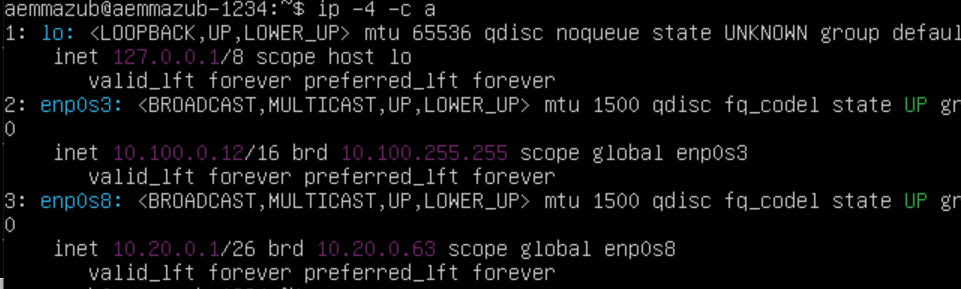 aemmazub@aemmazub-1234:~$ ip -4 -c a
1: lo: <LOOPBACK,UP,LOWER_UP> mtu 65536 qdisc noqueue state UNKNOWN group defaul
    inet 127.0.0.1/8 scope host lo
       valid_lft forever preferred_lft forever
2: enp0s3: <BROADCAST,MULTICAST,UP,LOWER_UP> mtu 1500 qdisc fq_codel state UP gr
0
    inet 10.100.0.12/16 brd 10.100.255.255 scope global enp0s3
       valid_lft forever preferred_lft forever
3: enp0s8: <BROADCAST,MULTICAST,UP,LOWER_UP> mtu 1500 qdisc fq_codel state UP gr
0
    inet 10.20.0.1/26 brd 10.20.0.63 scope global enp0s8
       valid_lft forever preferred_lft forever